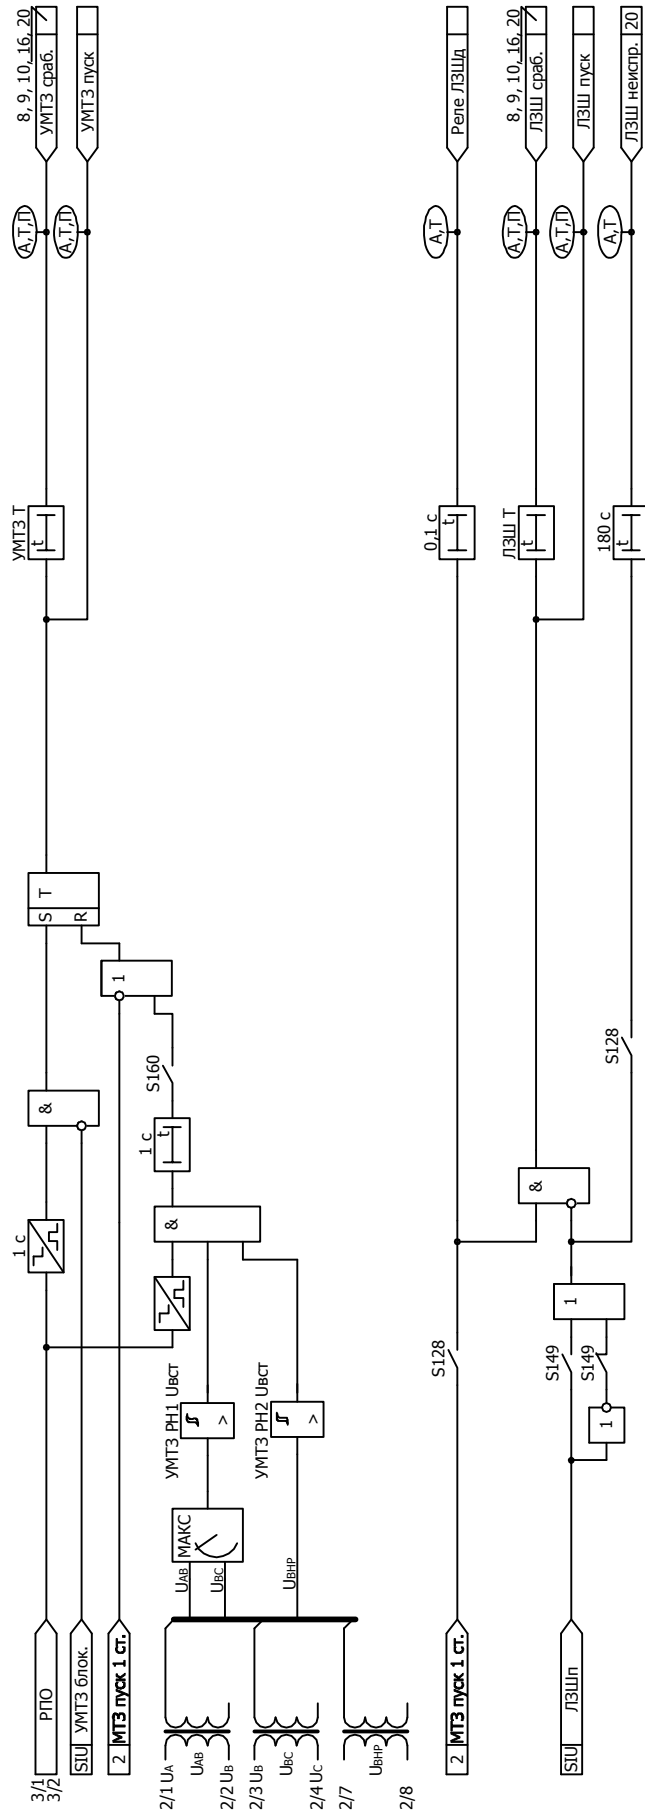 3/1
3/2
РПО
1 с
&
S T
R
УМТЗ Т
t
А,Т,П
УМТЗ сраб.
8, 9, 10, 16, 20
SIU УМТЗ блок.
А,Т,П
УМТЗ пуск
2 МТЗ пуск 1 ст.
1
S160
1 с
t
&
2/1 UA
UAB
2/2 UB
2/3 UB
UBC
2/4 UC
2/7
UВНР
2/8
UAB
UBC
UВНР
МАКС
УМТЗ РН1 Uвст
>
УМТЗ РН2 Uвст
>
2 МТЗ пуск 1 ст.
S128
0,1 с
t
А,Т
Реле ЛЗШд
&
ЛЗШ Т
t
А,Т,П
ЛЗШ сраб.
8, 9, 10, 16, 20
А,Т,П
ЛЗШ пуск
SIU ЛЗШп
1
S149
S149
1
S128
180 с
t
А,Т
ЛЗШ неиспр. 20